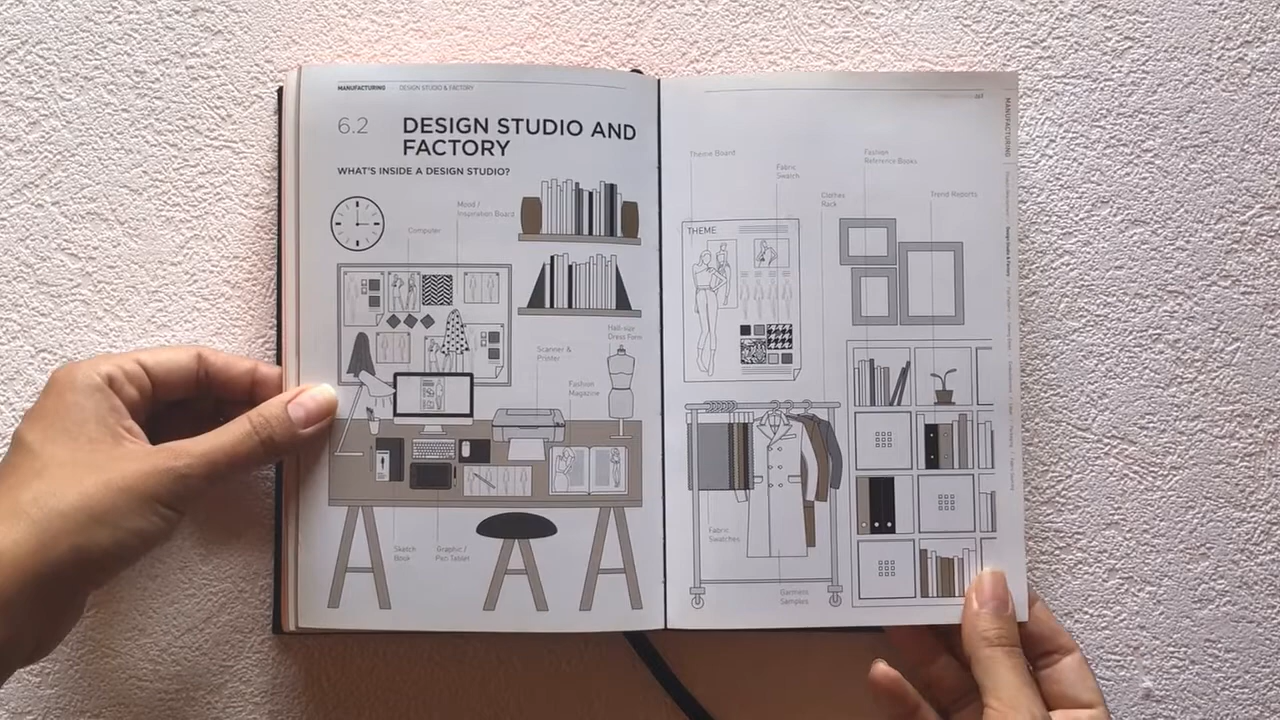 MANUFACTURING DESIGN STUDIO & FACTORY
6.2 DESIGN STUDIO AND
FACTORY
WHAT'S INSIDE A DESIGN STUDIO?
Mood /
Inspiration Board
Computer
Half-size
Dress Form
Scanner &
Printer
Fashion
Magazine
Sketch
Book
Graphic /
Pen Tablet
MANUFACTURING
Theme Board
Fabric
Swatch
Fashion
Reference Books
Clothes
Rack
Trend Reports
THEME
Fabric
Swatches
Garment
Samples